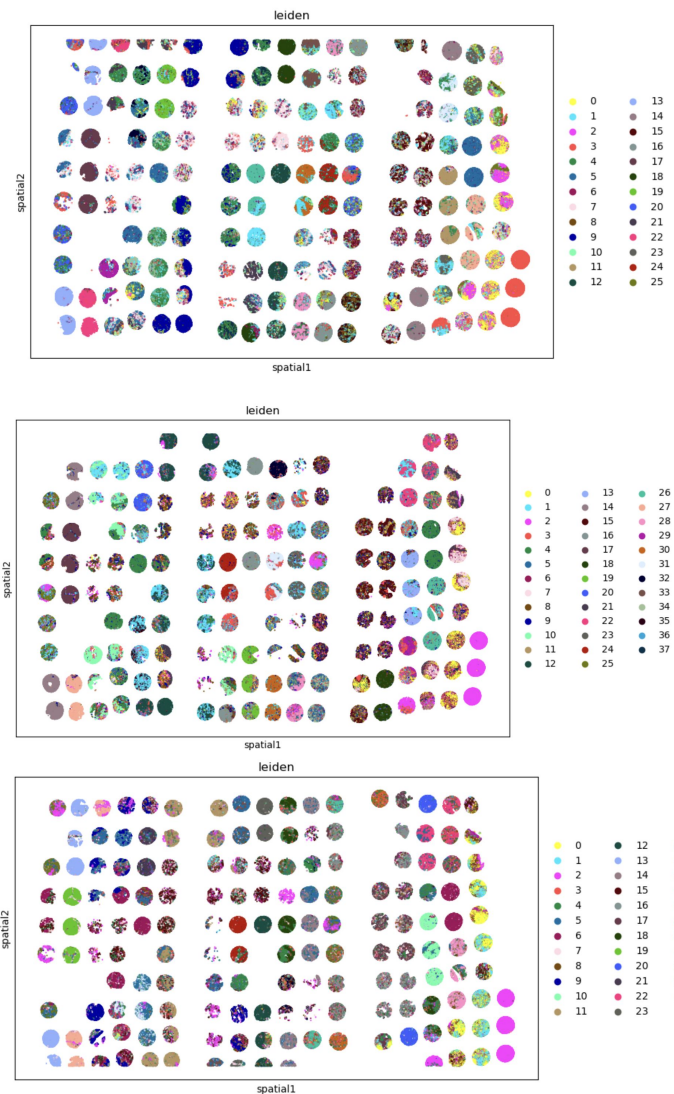 leiden
0 13
1 14
2 15
3 16
4 17
5 18
6 19
7 20
8 21
9 22
10 23
11 24
12 25
spatial2
spatial1
leiden
0 13 26
1 14 27
2 15 28
3 16 29
4 17 30
5 18 31
6 19 32
7 20 33
8 21 34
9 22 35
10 23 36
11 24 37
12 25
spatial2
spatial1
leiden
0 12
1 13
2 14
3 15
4 16
5 17
6 18
7 19
8 20
9 21
10 22
11 23
spatial2
spatial1